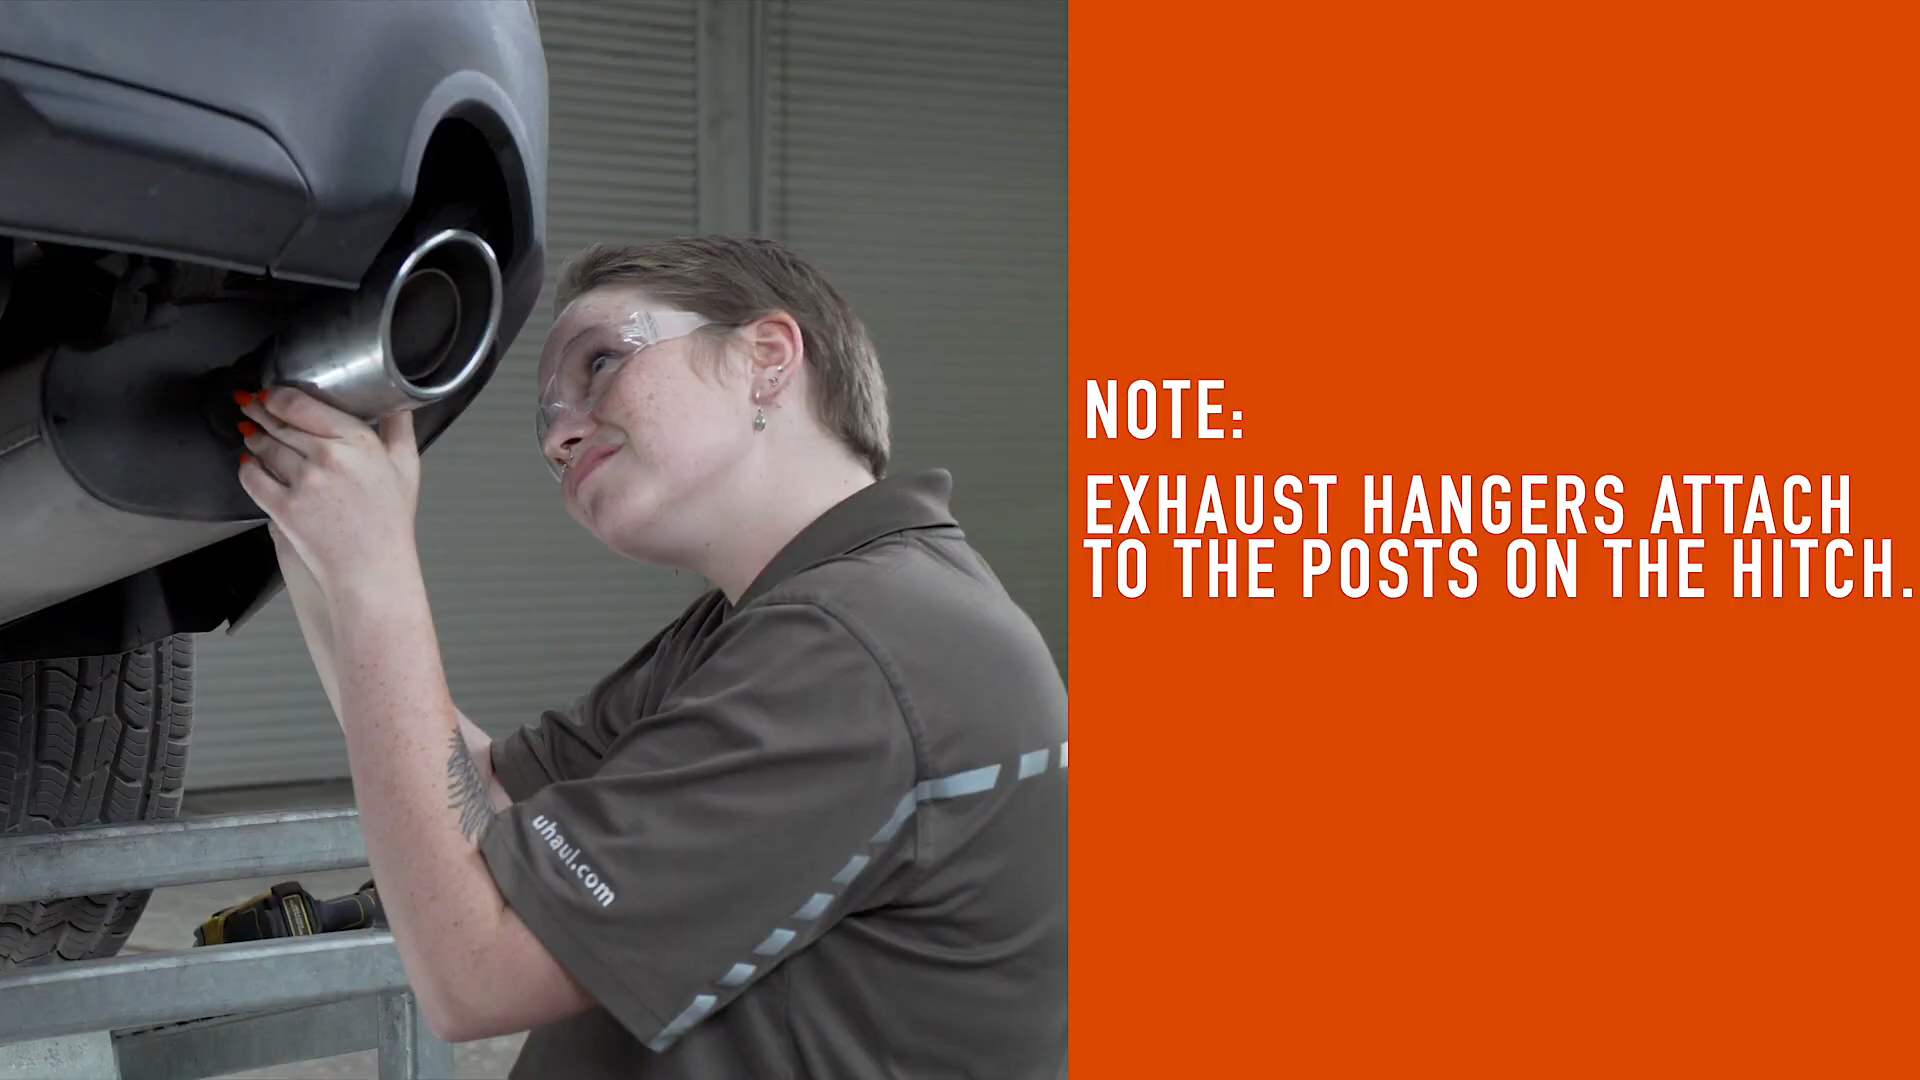 NOTE:
EXHAUST HANGERS ATTACH
TO THE POSTS ON THE HITCH.
uhaul.com